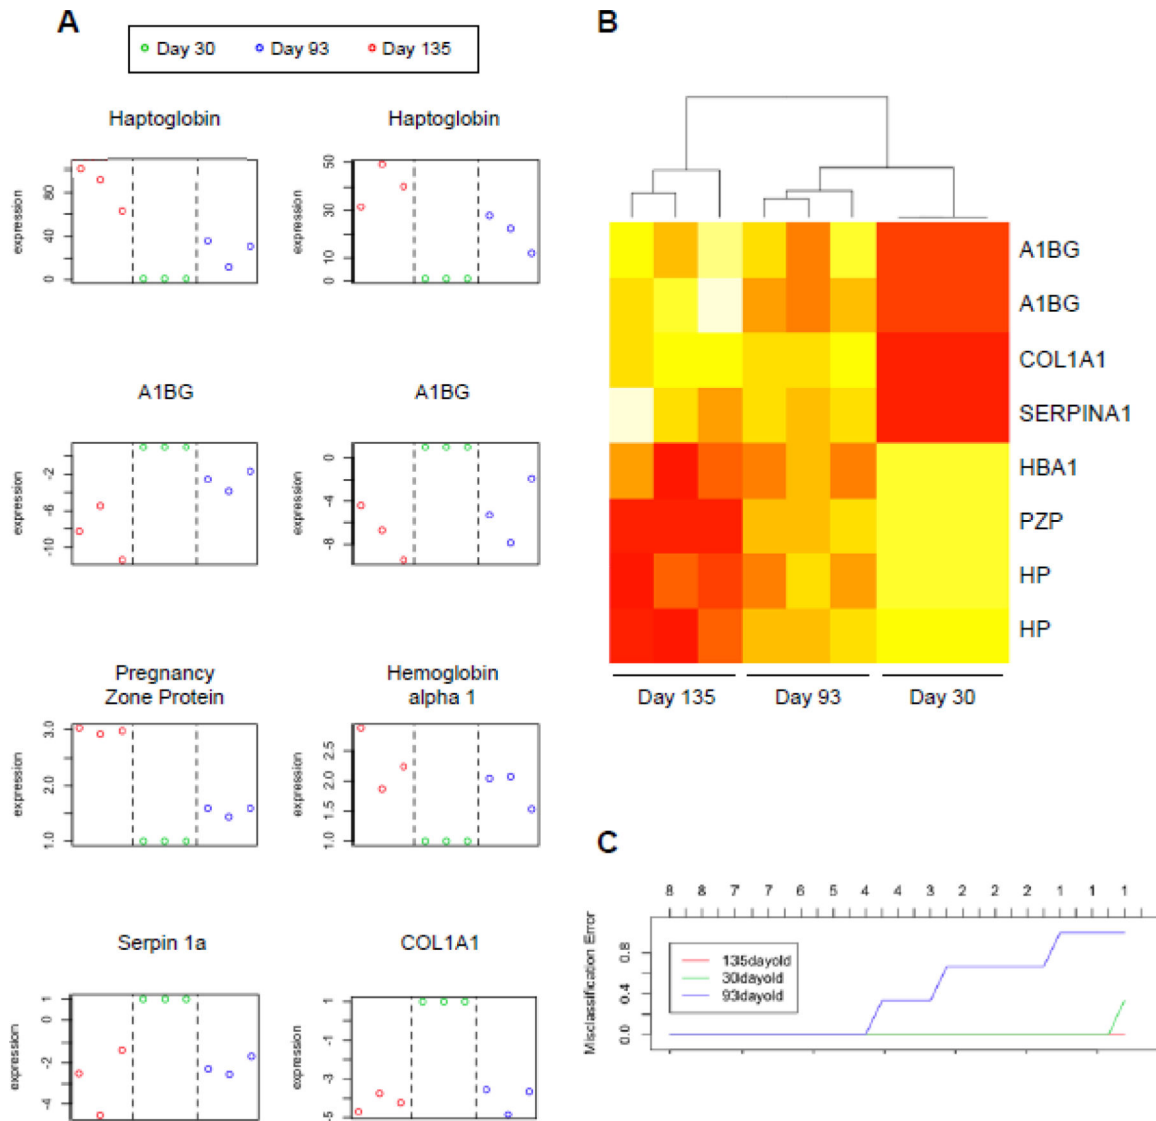 A
Day 30 Day 93 Day 135
Haptoglobin
expression
0 40 80
Haptoglobin
expression
0 10 30 50
A1BG
expression
-10 -6 -2
A1BG
expression
-8 -4 0
Pregnancy
Zone Protein
expression
1.0 2.0 3.0
Hemoglobin
alpha 1
expression
1.0 1.5 2.0 2.5
Serpin 1a
expression
-4 -2 0 1
COL1A1
expression
-5 -3 -1 1
B
A1BG
A1BG
COL1A1
SERPINA1
HBA1
PZP
HP
HP
Day 135 Day 93 Day 30
C
8 8 7 7 6 4 4 3 2 2 2 1 1 1
Misclassification Error
0.0 0.4 0.8
135dayold
30dayold
93dayold